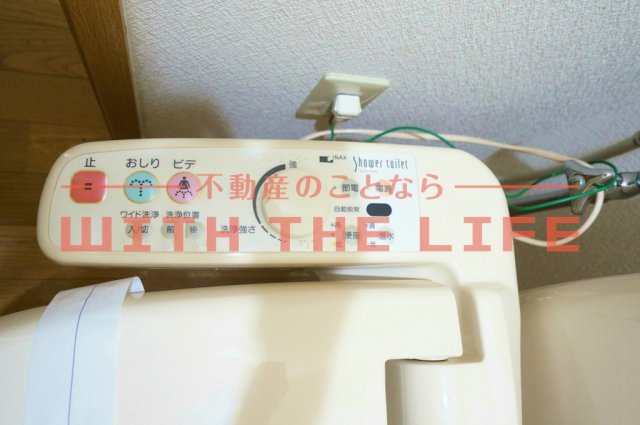 INAX
Shower toilet
止
おしり
ビデ
強
不動産のことなら
節電
電源
ワイド洗浄
洗浄位置
自動脱臭
WITH THE LIFE
入/切
前
後
洗浄強さ
便座
温水